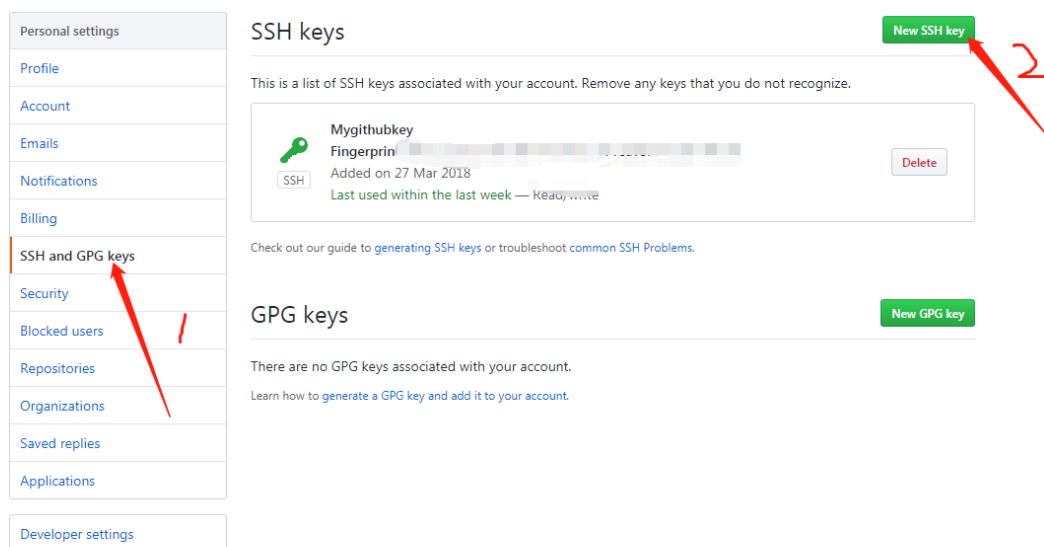 Personal settings
Profile
Account
Emails
Notifications
Billing
SSH and GPG keys
Security
Blocked users
Repositories
Organizations
Saved replies
Applications
Developer settings
SSH keys
New SSH key
2
This is a list of SSH keys associated with your account. Remove any keys that you do not recognize.
Mygithubkey
Fingerprin
SSH
Added on 27 Mar 2018
Last used within the last week — Read/write
Delete
Check out our guide to generating SSH keys or troubleshoot common SSH Problems.
1
GPG keys
New GPG key
There are no GPG keys associated with your account.
Learn how to generate a GPG key and add it to your account.